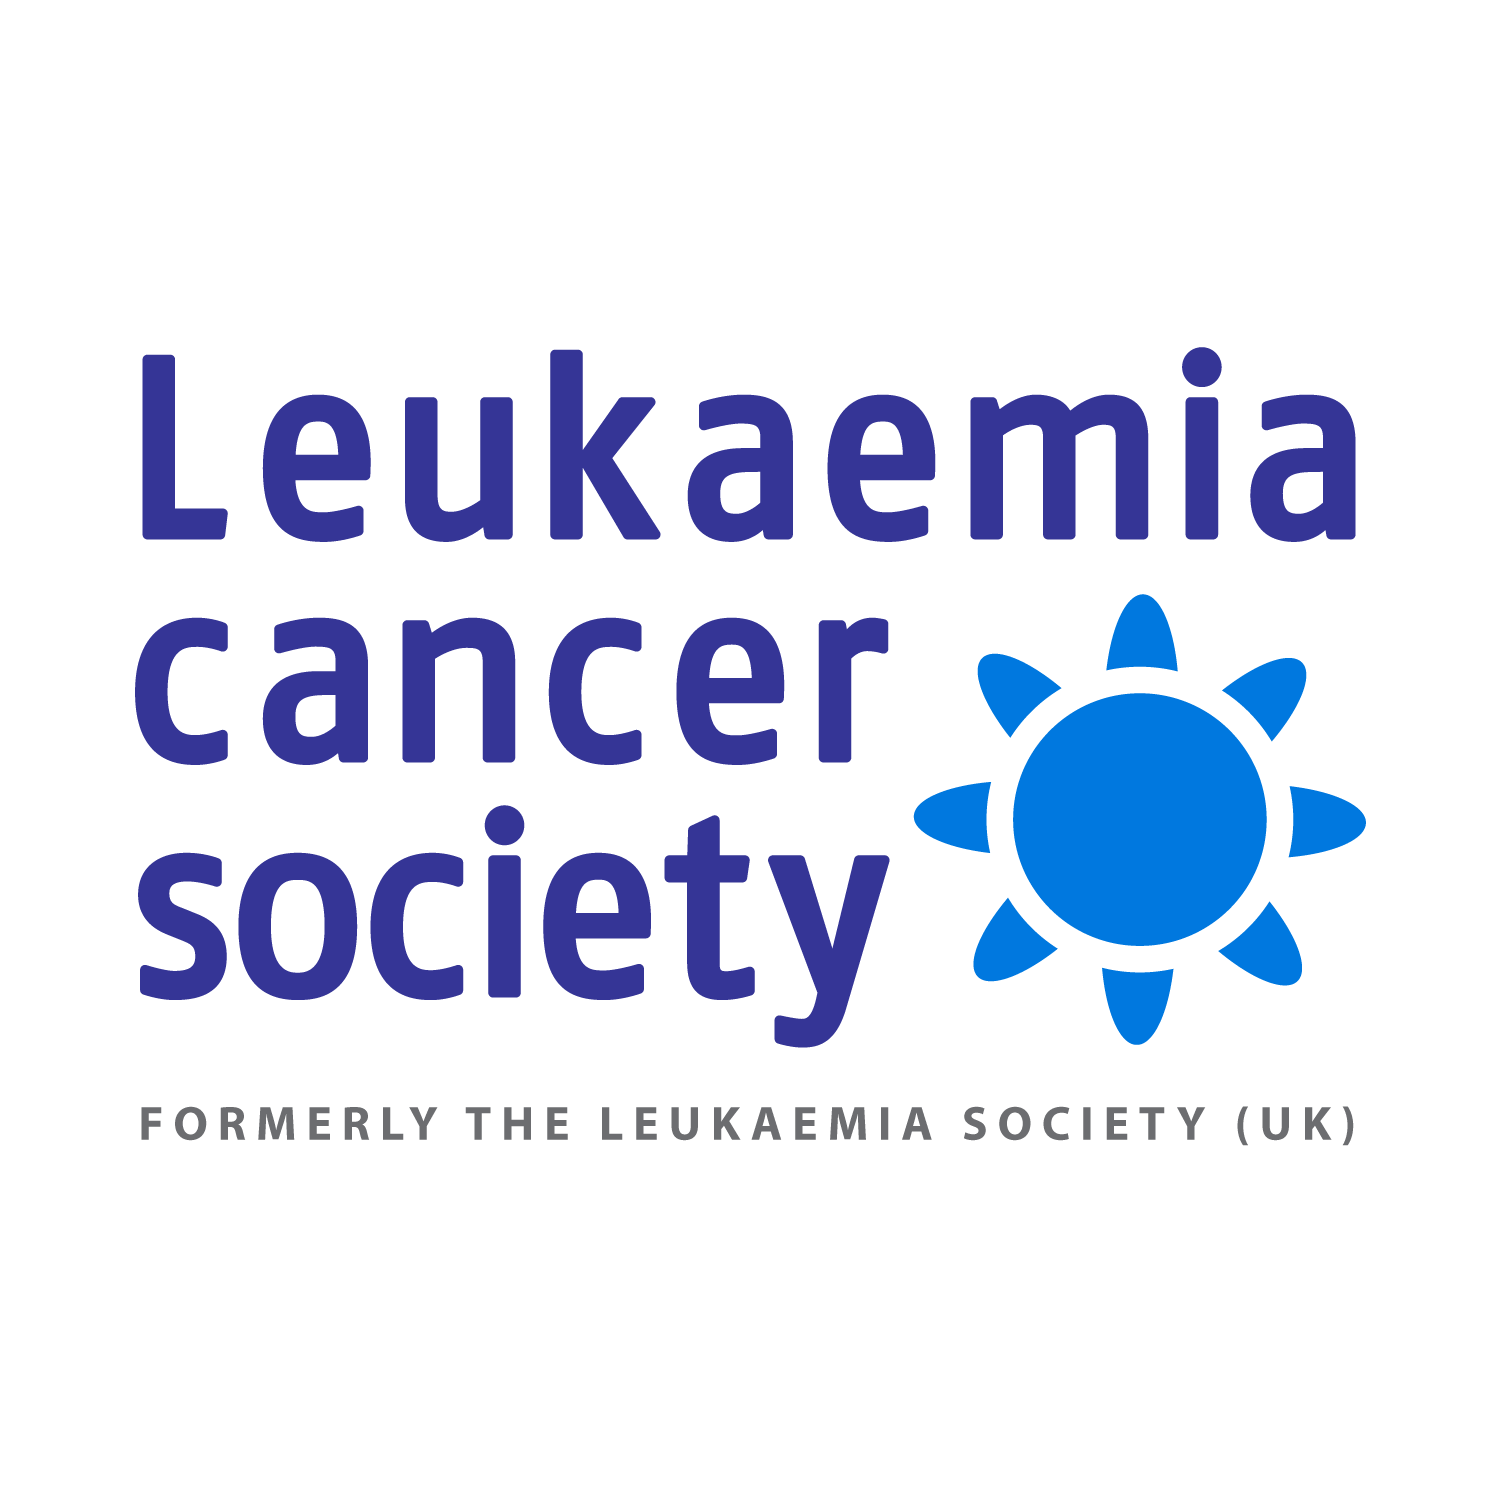 Leukaemia
cancer
society
FORMERLY THE LEUKAEMIA SOCIETY (UK)